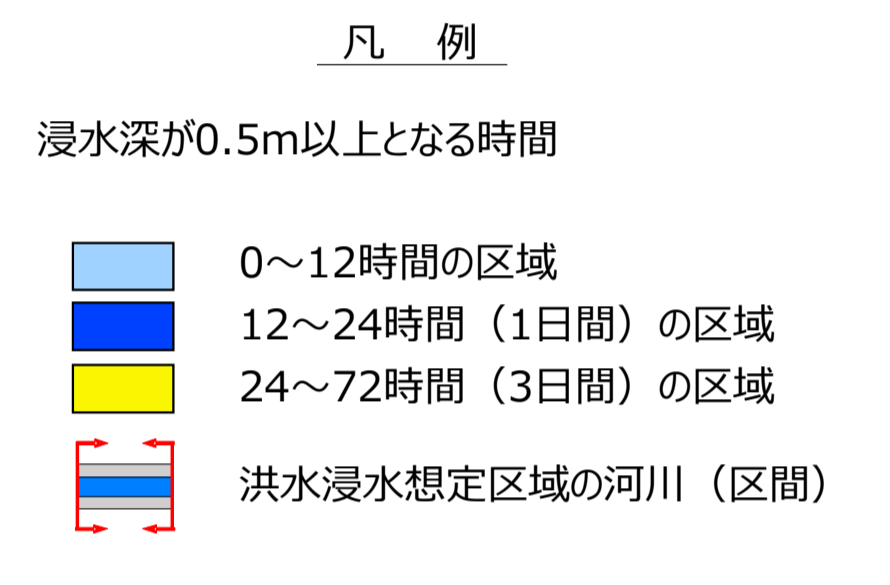 凡　例
浸水深が0.5m以上となる時間
0～12時間の区域
12～24時間（1日間）の区域
24～72時間（3日間）の区域
洪水浸水想定区域の河川（区間）